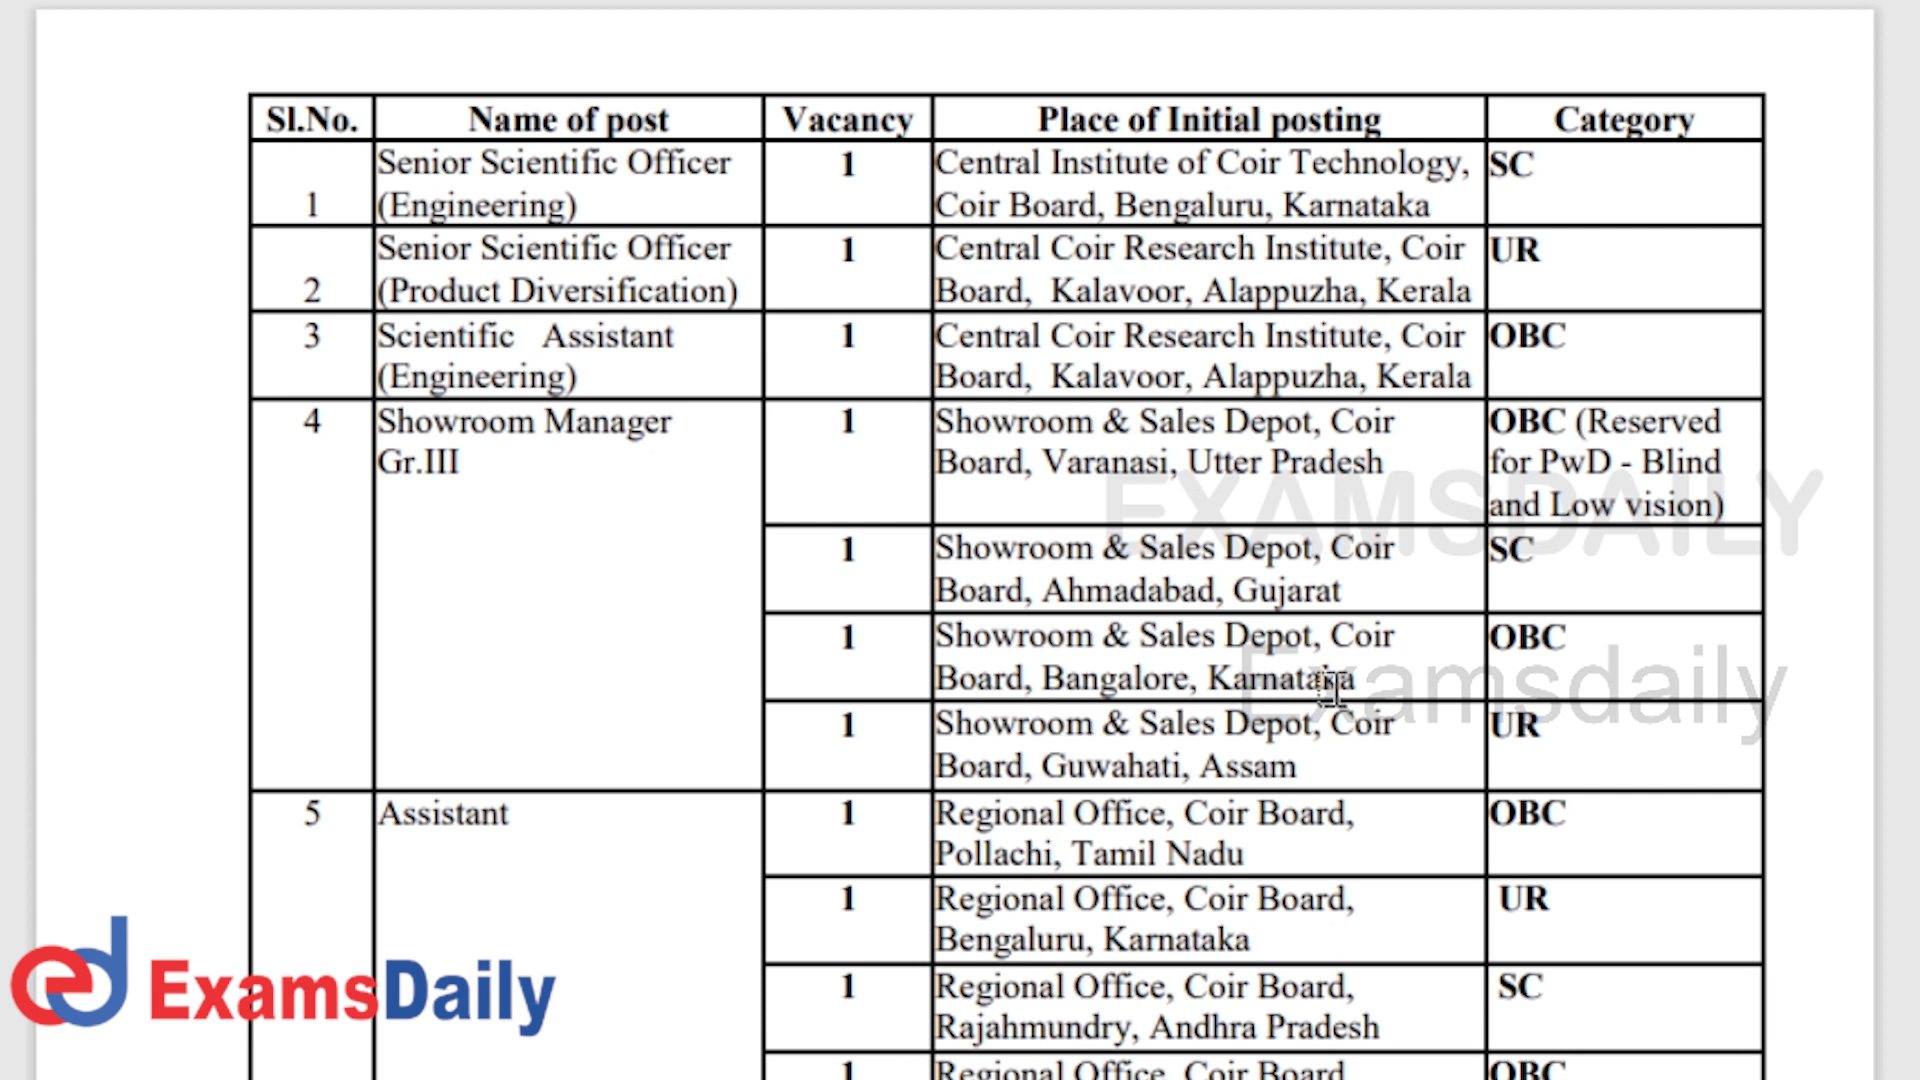 Sl.No. Name of post Vacancy Place of Initial posting Category
1 Senior Scientific Officer (Engineering) 1 Central Institute of Coir Technology, SC
Coir Board, Bengaluru, Karnataka
2 Senior Scientific Officer (Product Diversification) 1 Central Coir Research Institute, Coir UR
Board, Kalavoor, Alappuzha, Kerala
3 Scientific Assistant (Engineering) 1 Central Coir Research Institute, Coir OBC
Board, Kalavoor, Alappuzha, Kerala
4 Showroom Manager Gr.III 1 Showroom & Sales Depot, Coir OBC (Reserved
Board, Varanasi, Utter Pradesh for PwD - Blind
and Low vision)
EXAMSDAILY
1 Showroom & Sales Depot, Coir SC
Board, Ahmadabad, Gujarat
1 Showroom & Sales Depot, Coir OBC
Board, Bangalore, Karnataka
Examsdaily
1 Showroom & Sales Depot, Coir UR
Board, Guwahati, Assam
5 Assistant 1 Regional Office, Coir Board, OBC
Pollachi, Tamil Nadu
1 Regional Office, Coir Board, UR
Bengaluru, Karnataka
1 Regional Office, Coir Board, SC
Rajahmundry, Andhra Pradesh
1 Regional Office, Coir Board, OBC
ed ExamsDaily